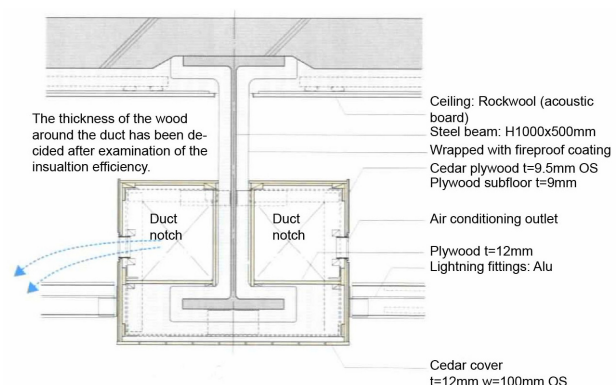 The thickness of the wood
around the duct has been de-
cided after examination of the
insualtion efficiency.
Duct
notch
Duct
notch
Ceiling: Rockwool (acoustic
board)
Steel beam: H1000x500mm
Wrapped with fireproof coating
Cedar plywood t=9.5mm OS
Plywood subfloor t=9mm
Air conditioning outlet
Plywood t=12mm
Lightning fittings: Alu
Cedar cover
t=12mm w=100mm OS